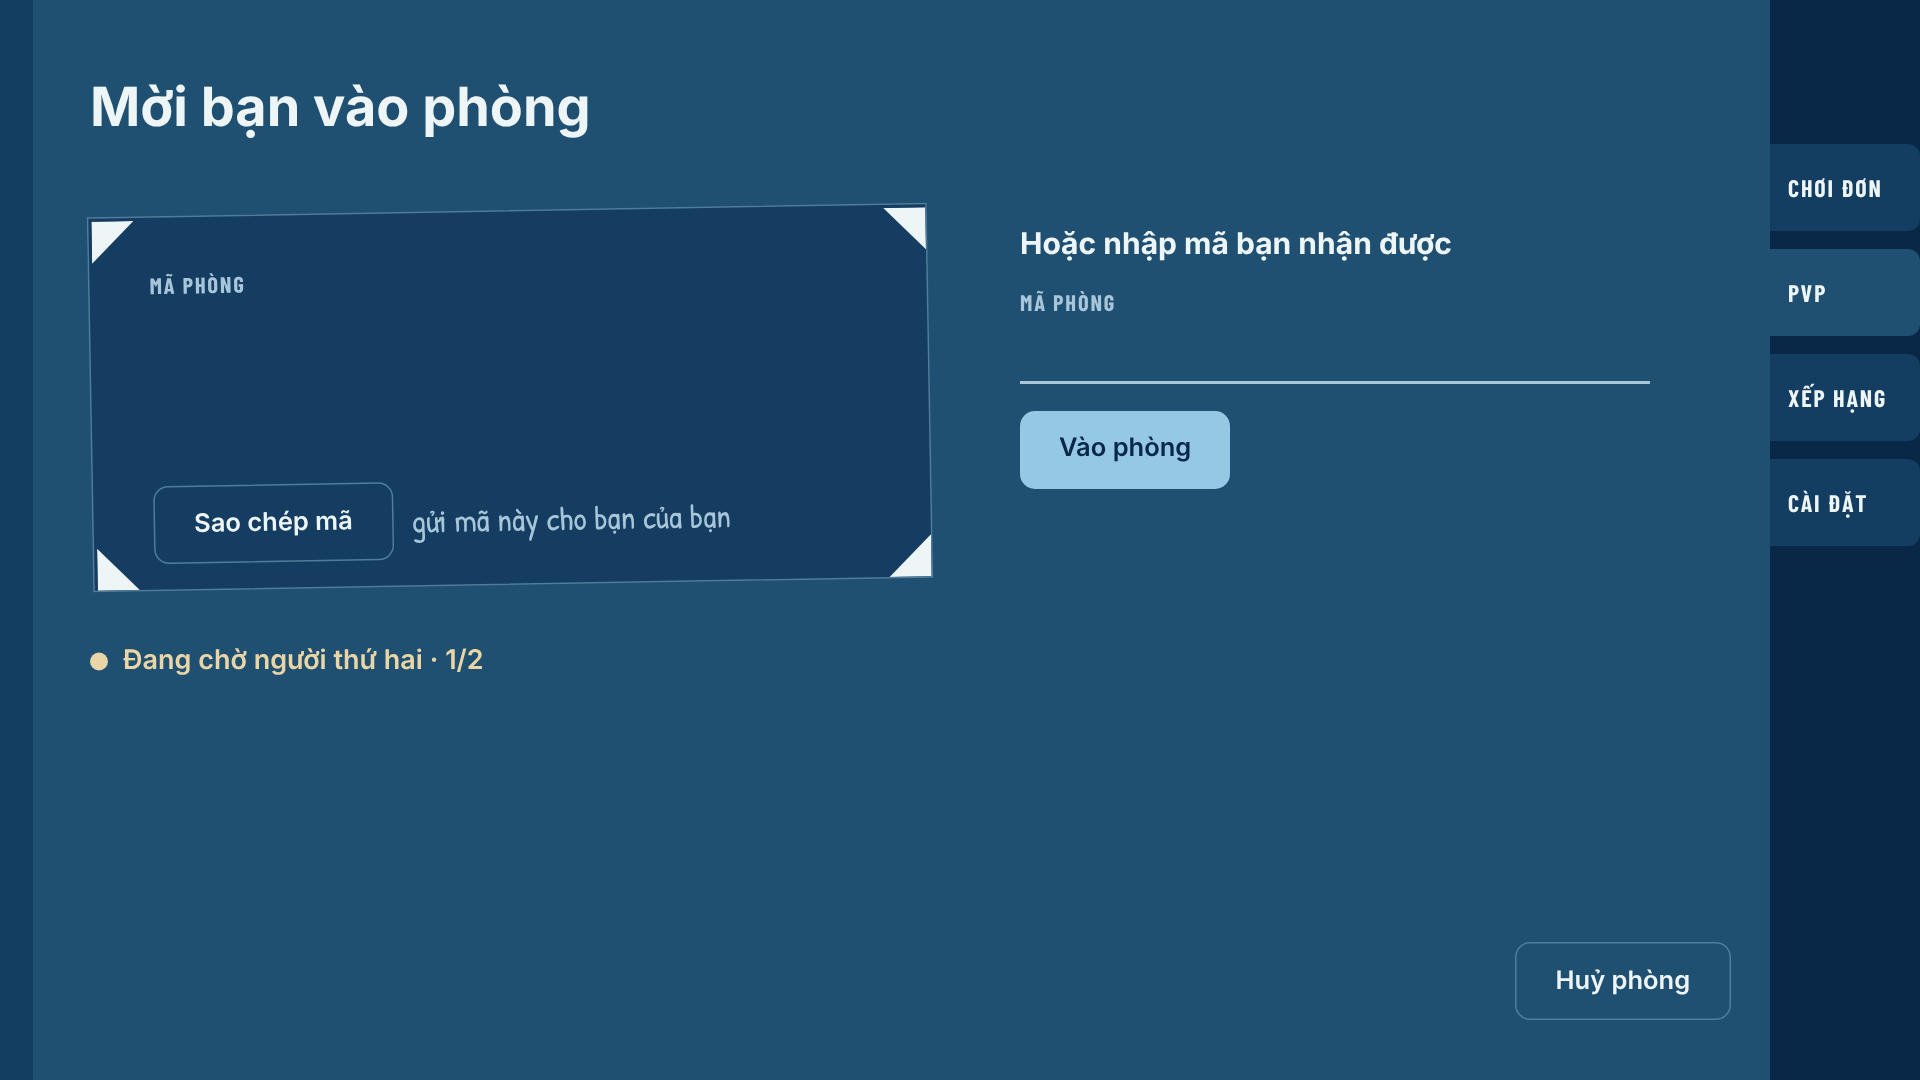 Mời bạn vào phòng
MÃ PHÒNG
Sao chép mã
gửi mã này cho bạn của bạn
Đang chờ người thứ hai · 1/2
Hoặc nhập mã bạn nhận được
MÃ PHÒNG
Vào phòng
Huỷ phòng
CHƠI ĐƠN
PVP
XẾP HẠNG
CÀI ĐẶT